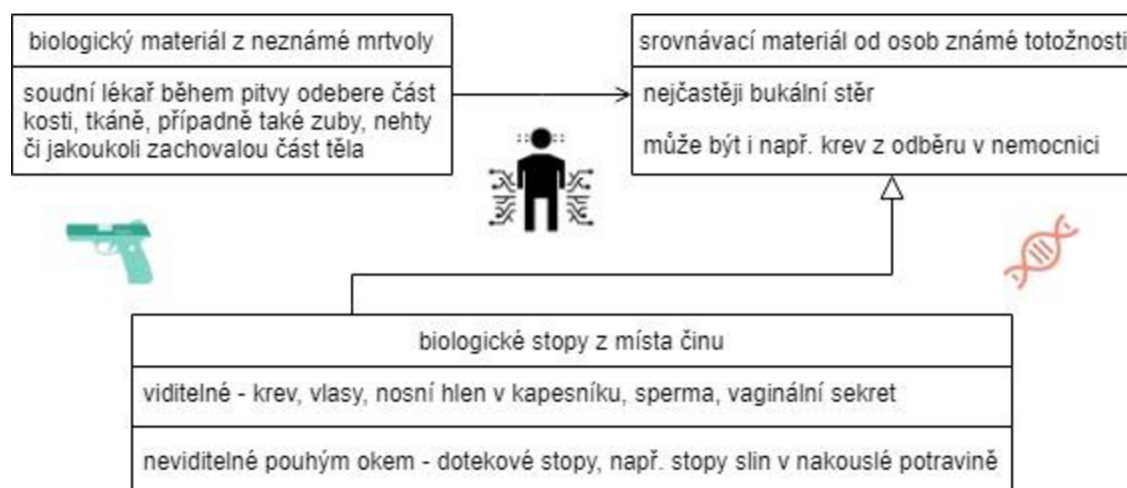 biologický materiál z neznámé mrtvoly
soudní lékař během pitvy odebere část
kosti, tkáně, případně také zuby, nehty
či jakoukoli zachovalou část těla
srovnávací materiál od osob známé totožnosti
nejčastěji bukální stěr
může být i např. krev z odběru v nemocnici
biologické stopy z místa činu
viditelné - krev, vlasy, nosní hlen v kapesníku, sperma, vaginální sekret
neviditelné pouhým okem - dotekové stopy, např. stopy slin v nakouslé potravině